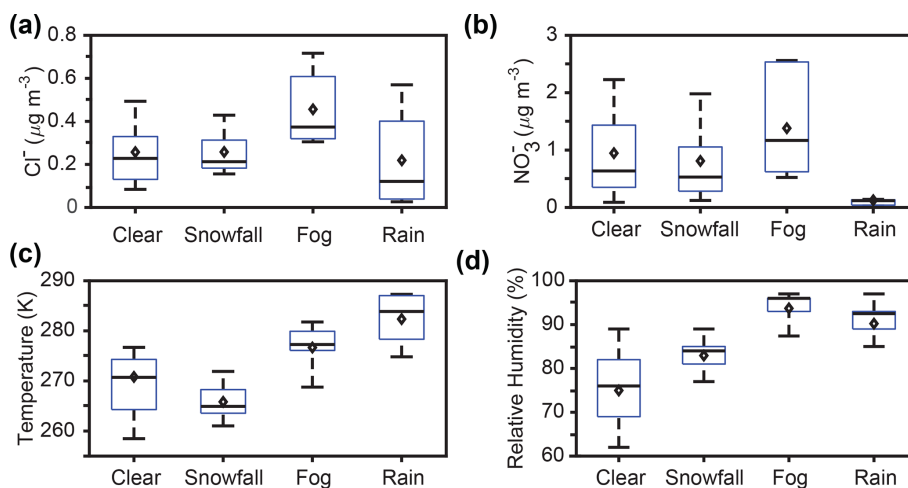 (a)
0.8
0.6
0.4
0.2
0
Cl⁻ (μg m⁻³)
Clear Snowfall Fog Rain
(b)
3
2
1
0
NO₃⁻ (μg m⁻³)
Clear Snowfall Fog Rain
(c)
290
280
270
260
Temperature (K)
Clear Snowfall Fog Rain
(d)
100
90
80
70
60
Relative Humidity (%)
Clear Snowfall Fog Rain